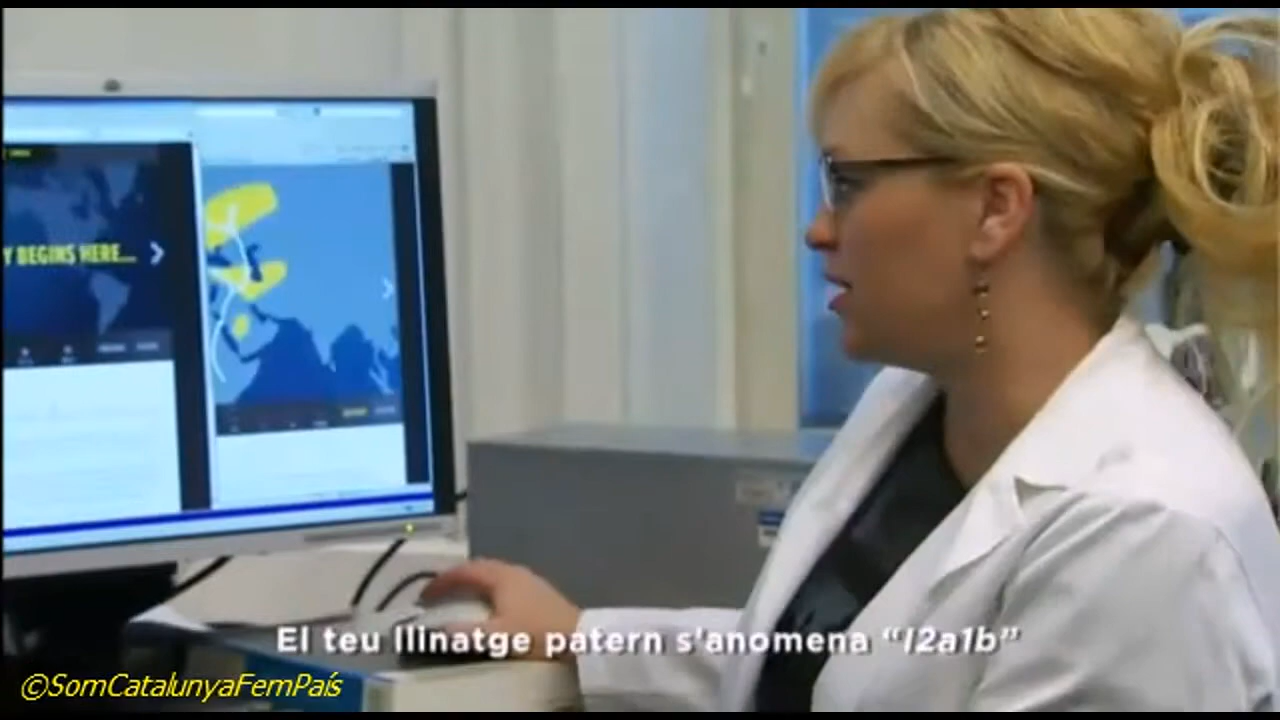 Y BEGINS HERE...
El teu llinatge patern s'anomena “I2a1b”
©SomCatalunyaFemPaís